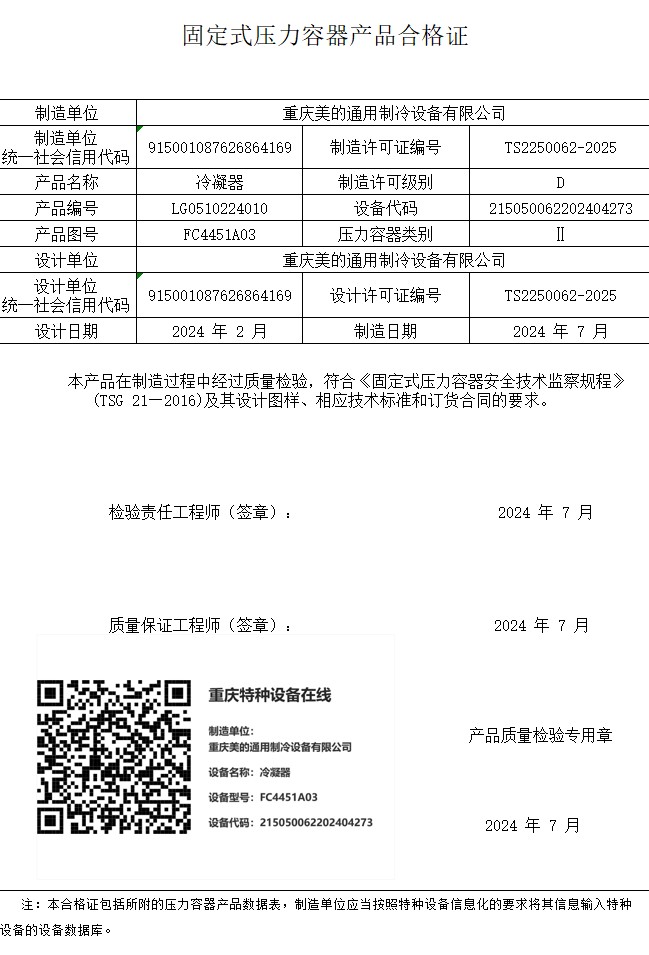 固定式压力容器产品合格证
制造单位 重庆美的通用制冷设备有限公司
制造单位
统一社会信用代码 915001087626864169 制造许可证编号 TS2250062-2025
产品名称 冷凝器 制造许可级别 D
产品编号 LG0510224010 设备代码 215050062202404273
产品图号 FC4451A03 压力容器类别 Ⅱ
设计单位 重庆美的通用制冷设备有限公司
设计单位
统一社会信用代码 915001087626864169 设计许可证编号 TS2250062-2025
设计日期 2024 年 2 月 制造日期 2024 年 7 月
本产品在制造过程中经过质量检验，符合《固定式压力容器安全技术监察规程》
(TSG 21—2016)及其设计图样、相应技术标准和订货合同的要求。
检验责任工程师（签章）： 2024 年 7 月
质量保证工程师（签章）： 2024 年 7 月
重庆特种设备在线
制造单位:
重庆美的通用制冷设备有限公司
设备名称: 冷凝器
设备型号: FC4451A03
设备代码: 215050062202404273
产品质量检验专用章
2024 年 7 月
注：本合格证包括所附的压力容器产品数据表，制造单位应当按照特种设备信息化的要求将其信息输入特种
设备的设备数据库。